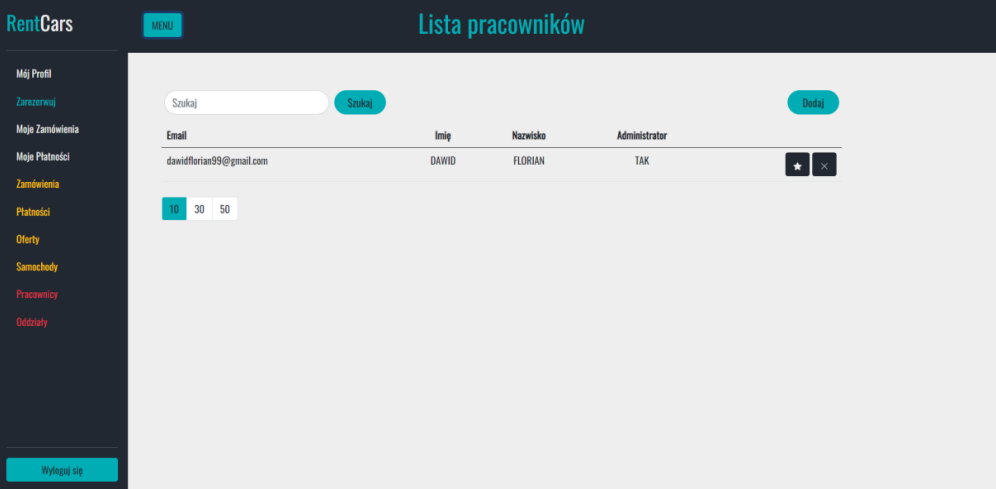 RentCars
MENU
Lista pracowników
Mój Profil
Zarezerwuj
Moje Zamówienia
Moje Płatności
Zamówienia
Płatności
Oferty
Samochody
Pracownicy
Oddziały
Wyloguj się
Szukaj Szukaj Dodaj
Email Imię Nazwisko Administrator
dawidflorian99@gmail.com DAWID FLORIAN TAK
10 30 50